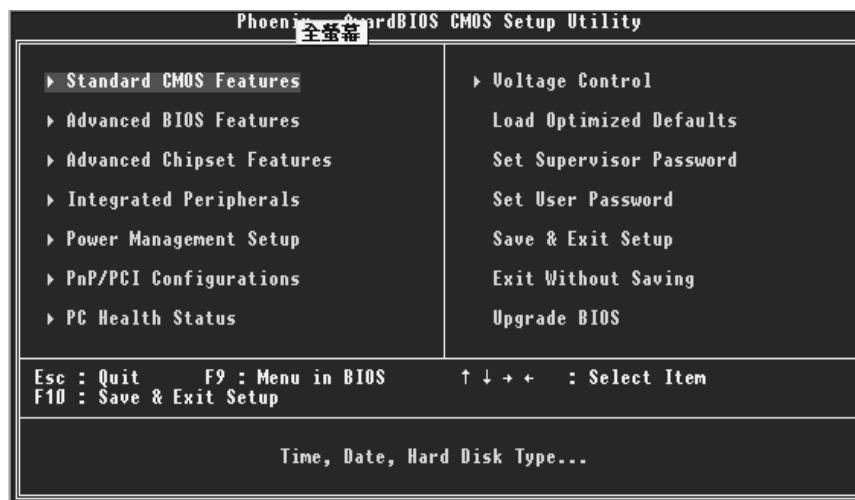 Phoenix - AwardBIOS CMOS Setup Utility
全螢幕
Standard CMOS Features
Advanced BIOS Features
Advanced Chipset Features
Integrated Peripherals
Power Management Setup
PnP/PCI Configurations
PC Health Status
Voltage Control
Load Optimized Defaults
Set Supervisor Password
Set User Password
Save & Exit Setup
Exit Without Saving
Upgrade BIOS
Esc : Quit F9 : Menu in BIOS ↑ ↓ → ← : Select Item
F10 : Save & Exit Setup
Time, Date, Hard Disk Type...